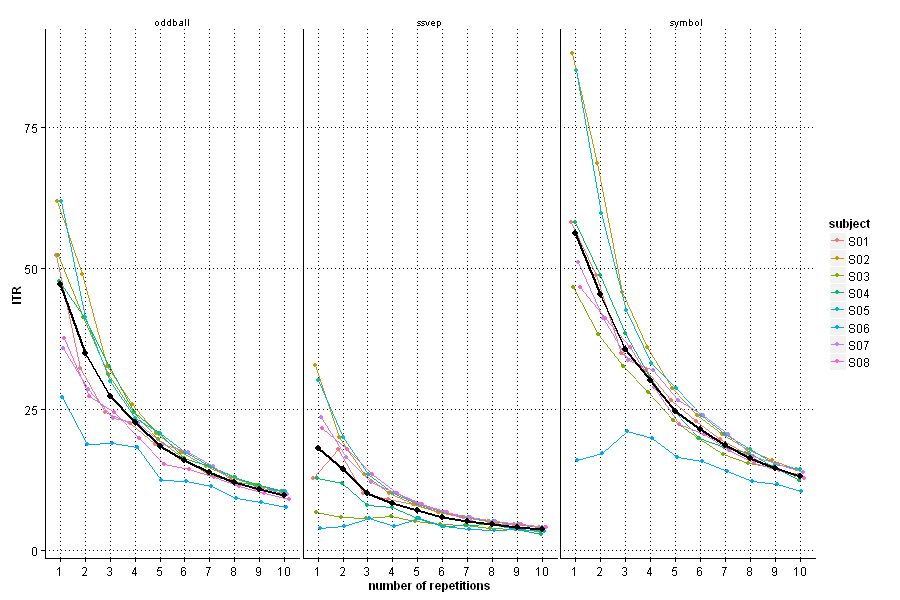 oddball ssvep symbol
75
50
25
0
ITR
1 2 3 4 5 6 7 8 9 10 1 2 3 4 5 6 7 8 9 10 1 2 3 4 5 6 7 8 9 10
number of repetitions
subject
S01
S02
S03
S04
S05
S06
S07
S08